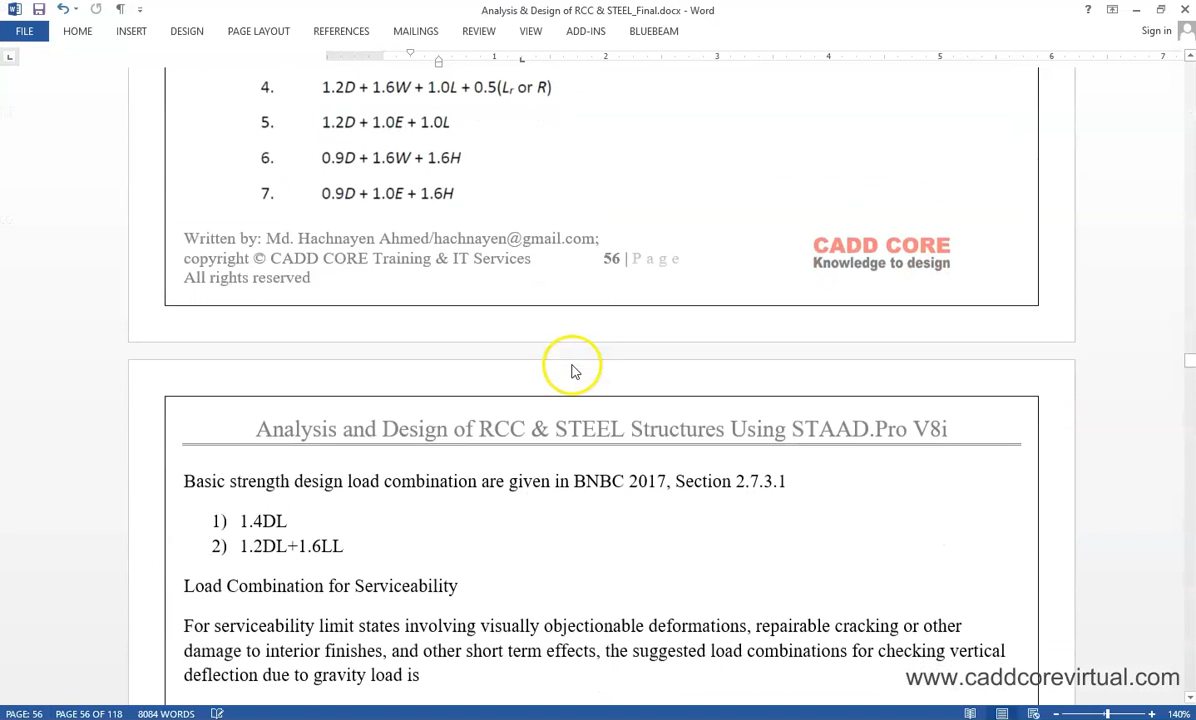 Analysis & Design of RCC & STEEL_Final.docx - Word
?
FILE HOME INSERT DESIGN PAGE LAYOUT REFERENCES MAILINGS REVIEW VIEW ADD-INS BLUEBEAM Sign in
L 1 2 3 4 5 6 7
4. 1.2D + 1.6W + 1.0L + 0.5(Lr or R)
5. 1.2D + 1.0E + 1.0L
6. 0.9D + 1.6W + 1.6H
7. 0.9D + 1.0E + 1.6H
Written by: Md. Hachnayen Ahmed/hachnayen@gmail.com;
copyright © CADD CORE Training & IT Services
All rights reserved
56 | Page
CADD CORE
Knowledge to design
Analysis and Design of RCC & STEEL Structures Using STAAD.Pro V8i
Basic strength design load combination are given in BNBC 2017, Section 2.7.3.1
1) 1.4DL
2) 1.2DL+1.6LL
Load Combination for Serviceability
For serviceability limit states involving visually objectionable deformations, repairable cracking or other
damage to interior finishes, and other short term effects, the suggested load combinations for checking vertical
deflection due to gravity load is
www.caddcorevirtual.com
PAGE: 56 PAGE 56 OF 118 8084 WORDS 140%